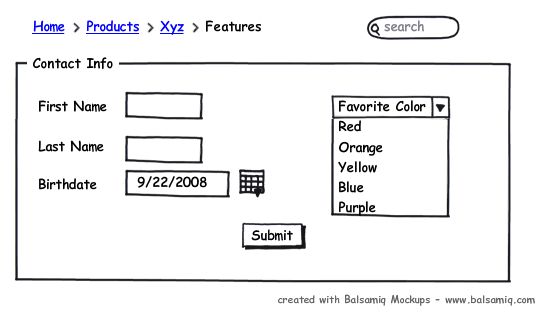 Home > Products > Xyz > Features
search
Contact Info
First Name
Last Name
Birthdate 9/22/2008
Favorite Color
Red
Orange
Yellow
Blue
Purple
Submit
created with Balsamiq Mockups - www.balsamiq.com